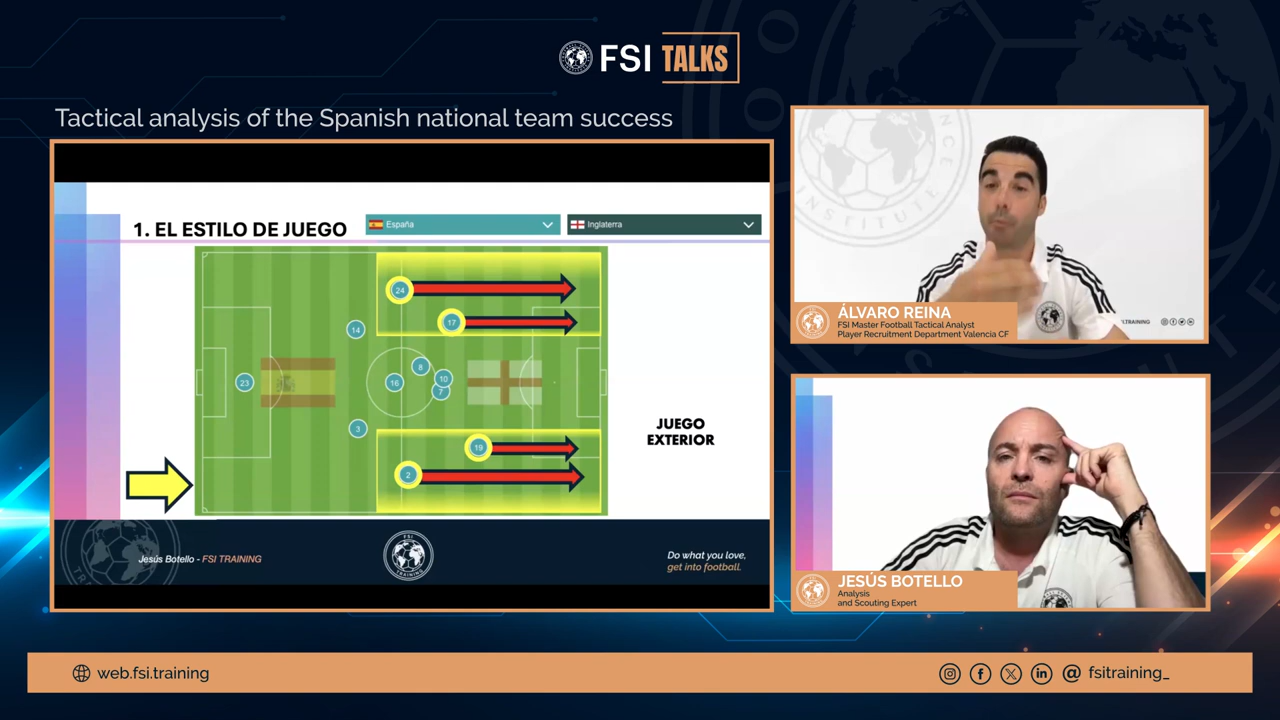 FSI TALKS
Tactical analysis of the Spanish national team success
1. EL ESTILO DE JUEGO
España
Inglaterra
24
17
14
8
23
16
10
7
3
19
2
JUEGO
EXTERIOR
Jesús Botello - FSI TRAINING
FSI
TRAINING
Do what you love,
get into football.
INSTITUTE
ÁLVARO REINA
FSI Master Football Tactical Analyst
Player Recruitment Department Valencia CF
JESÚS BOTELLO
Analysis
and Scouting Expert
web.fsi.training
@ fsitraining_